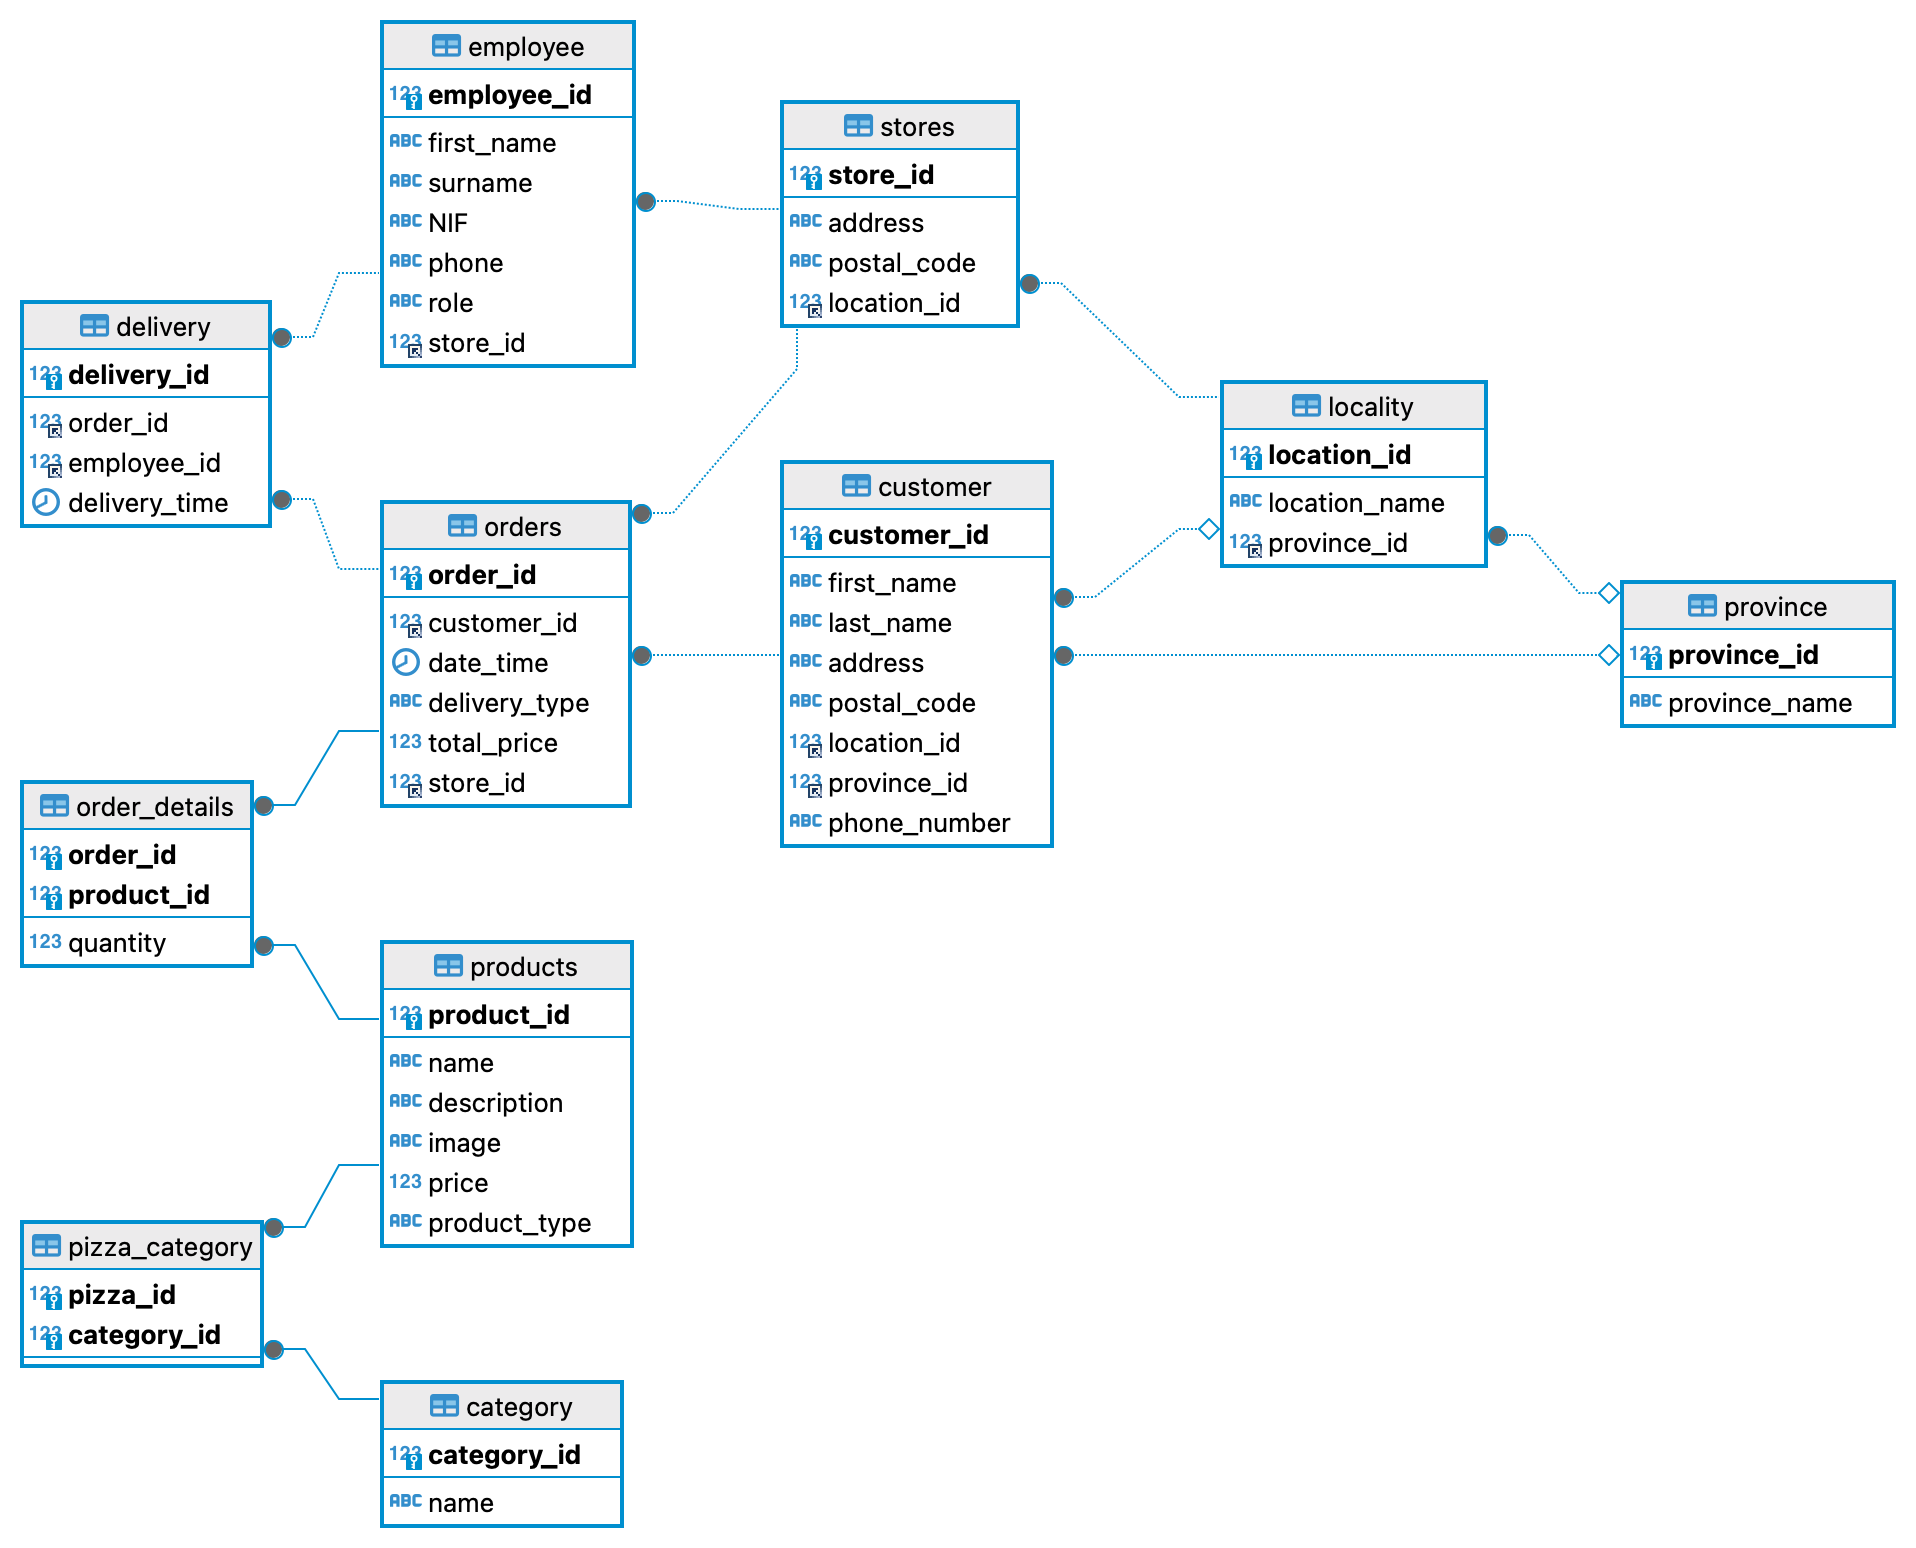 employee
123 employee_id
ABC first_name
ABC surname
ABC NIF
ABC phone
ABC role
123 store_id
stores
123 store_id
ABC address
ABC postal_code
123 location_id
delivery
123 delivery_id
123 order_id
123 employee_id
delivery_time
locality
123 location_id
ABC location_name
123 province_id
customer
123 customer_id
ABC first_name
ABC last_name
ABC address
ABC postal_code
123 location_id
123 province_id
ABC phone_number
orders
123 order_id
123 customer_id
date_time
ABC delivery_type
123 total_price
123 store_id
province
123 province_id
ABC province_name
order_details
123 order_id
123 product_id
123 quantity
products
123 product_id
ABC name
ABC description
ABC image
123 price
ABC product_type
pizza_category
123 pizza_id
123 category_id
category
123 category_id
ABC name